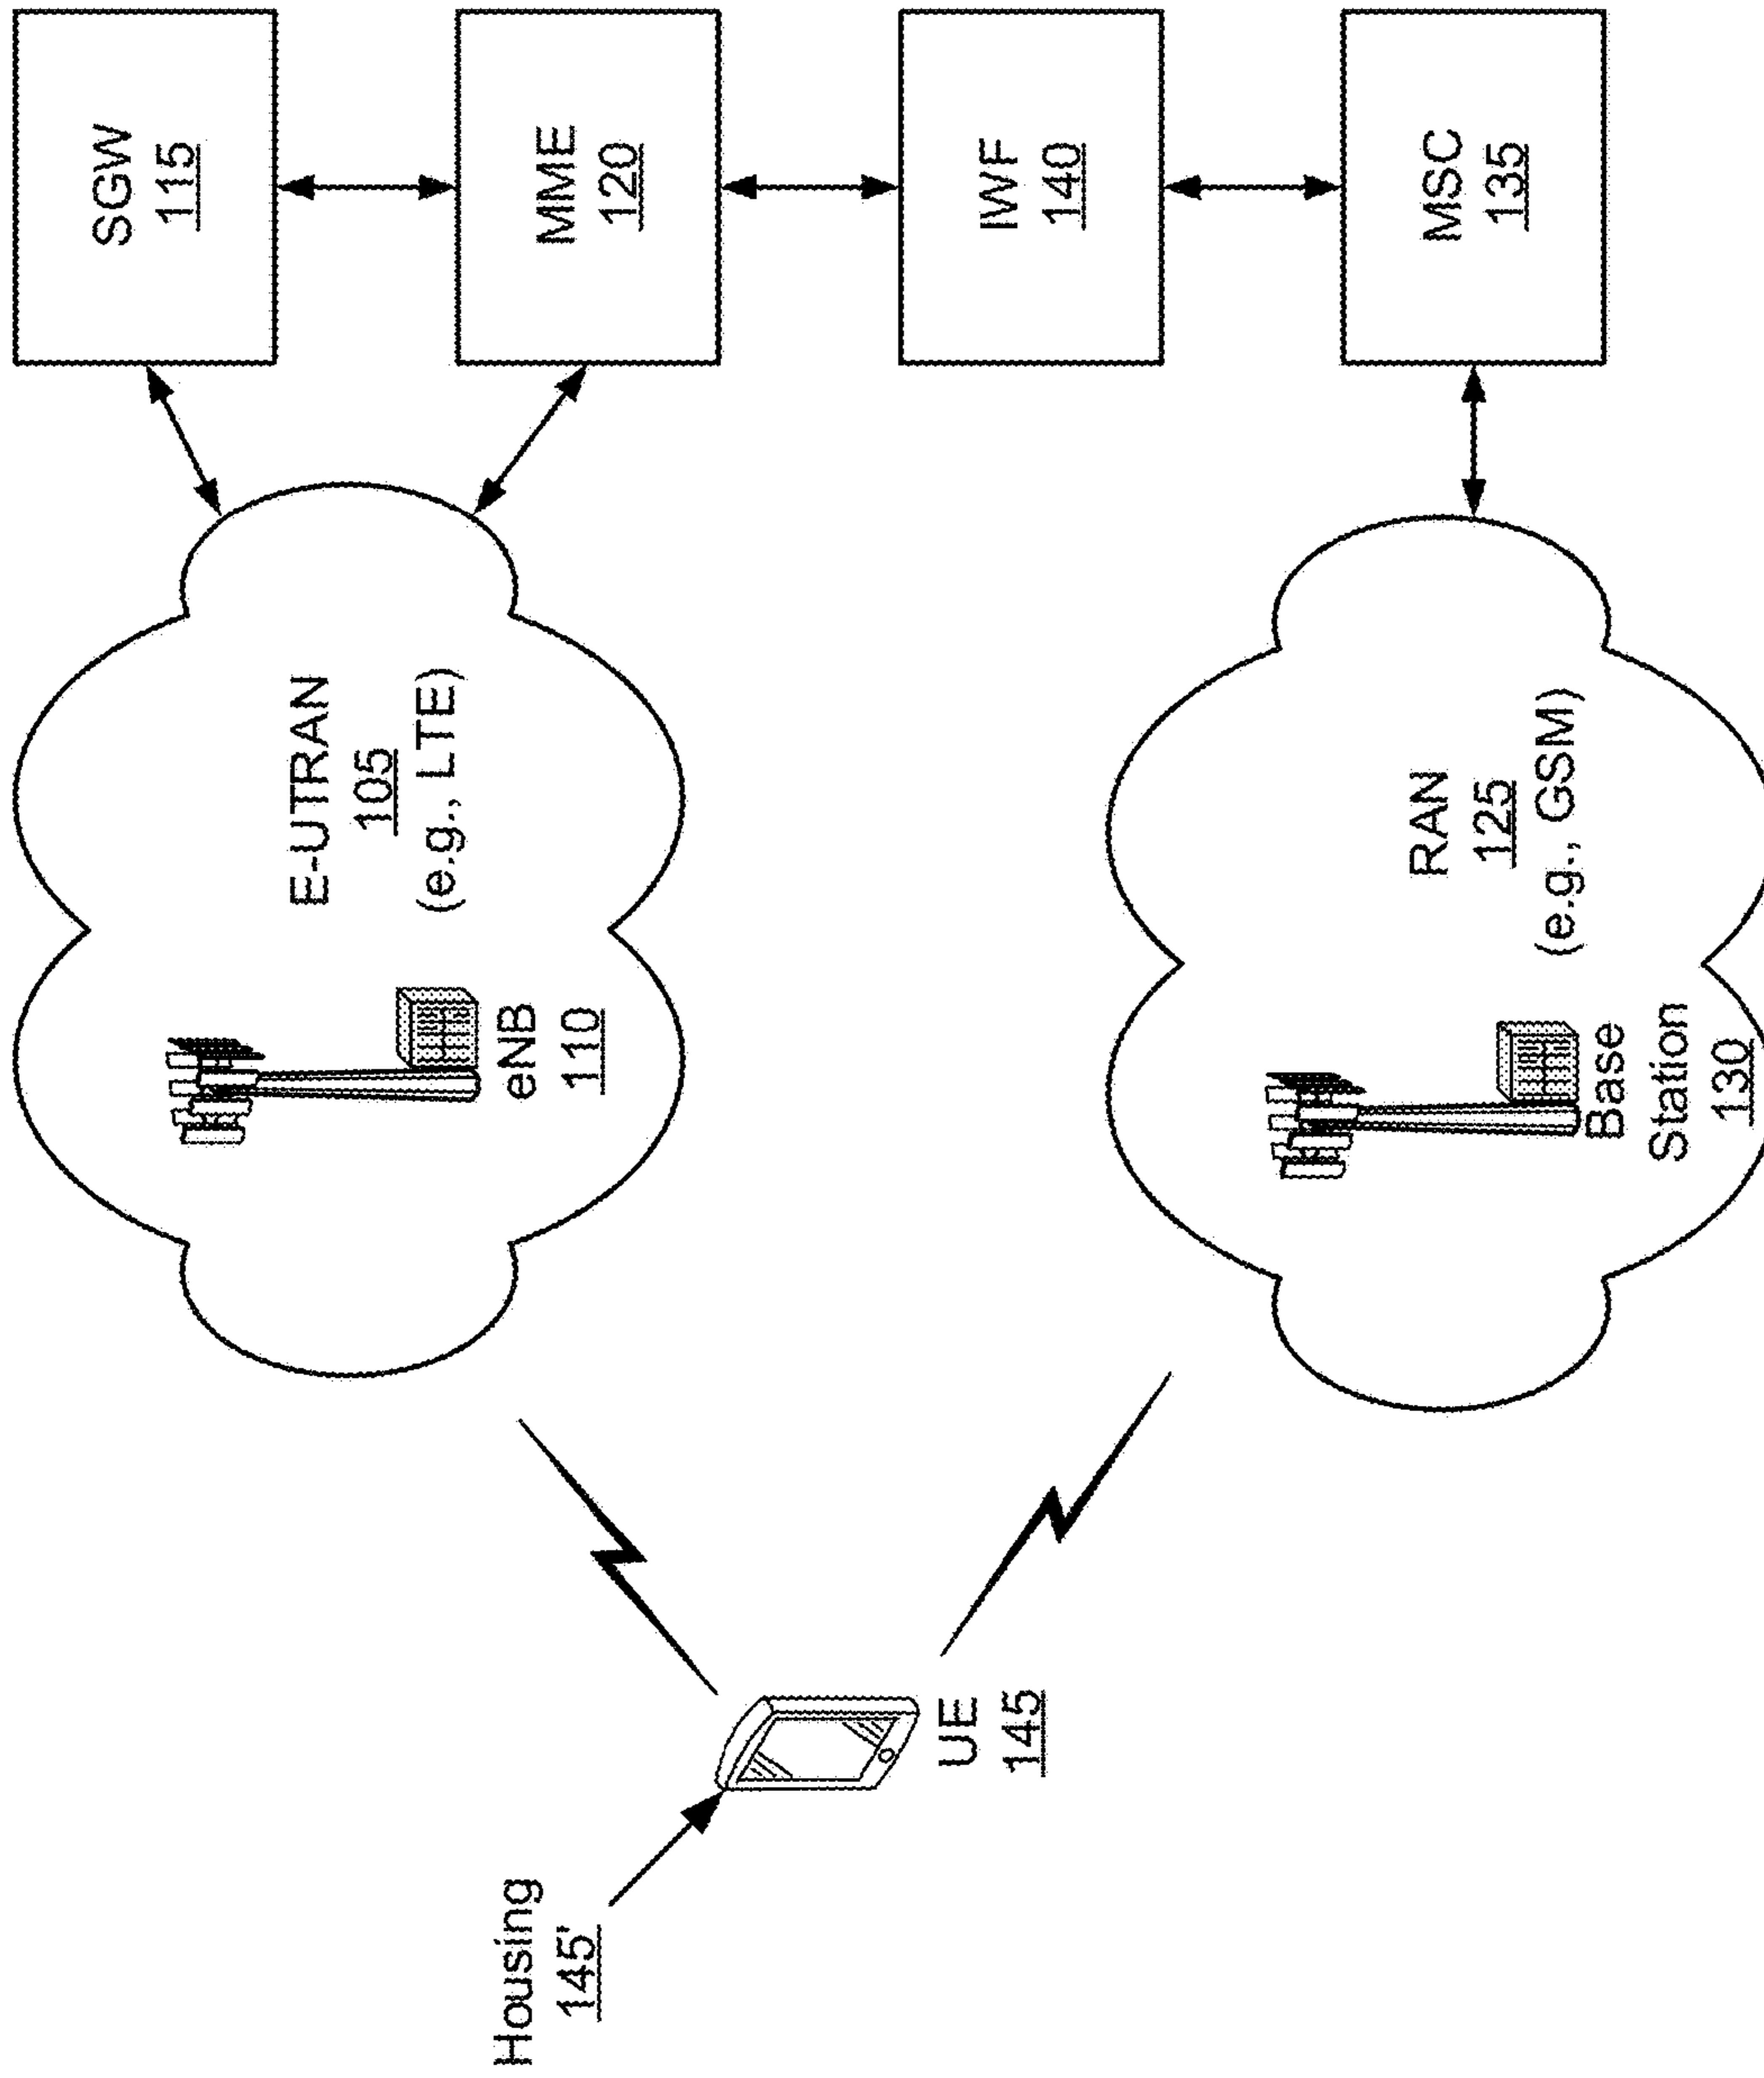 Housing
145'
UE
145
E-UTRAN
105
(e.g., LTE)
eNB
110
RAN
125
(e.g., GSM)
Base
Station
130
SGW
115
MME
120
IWF
140
MSC
135